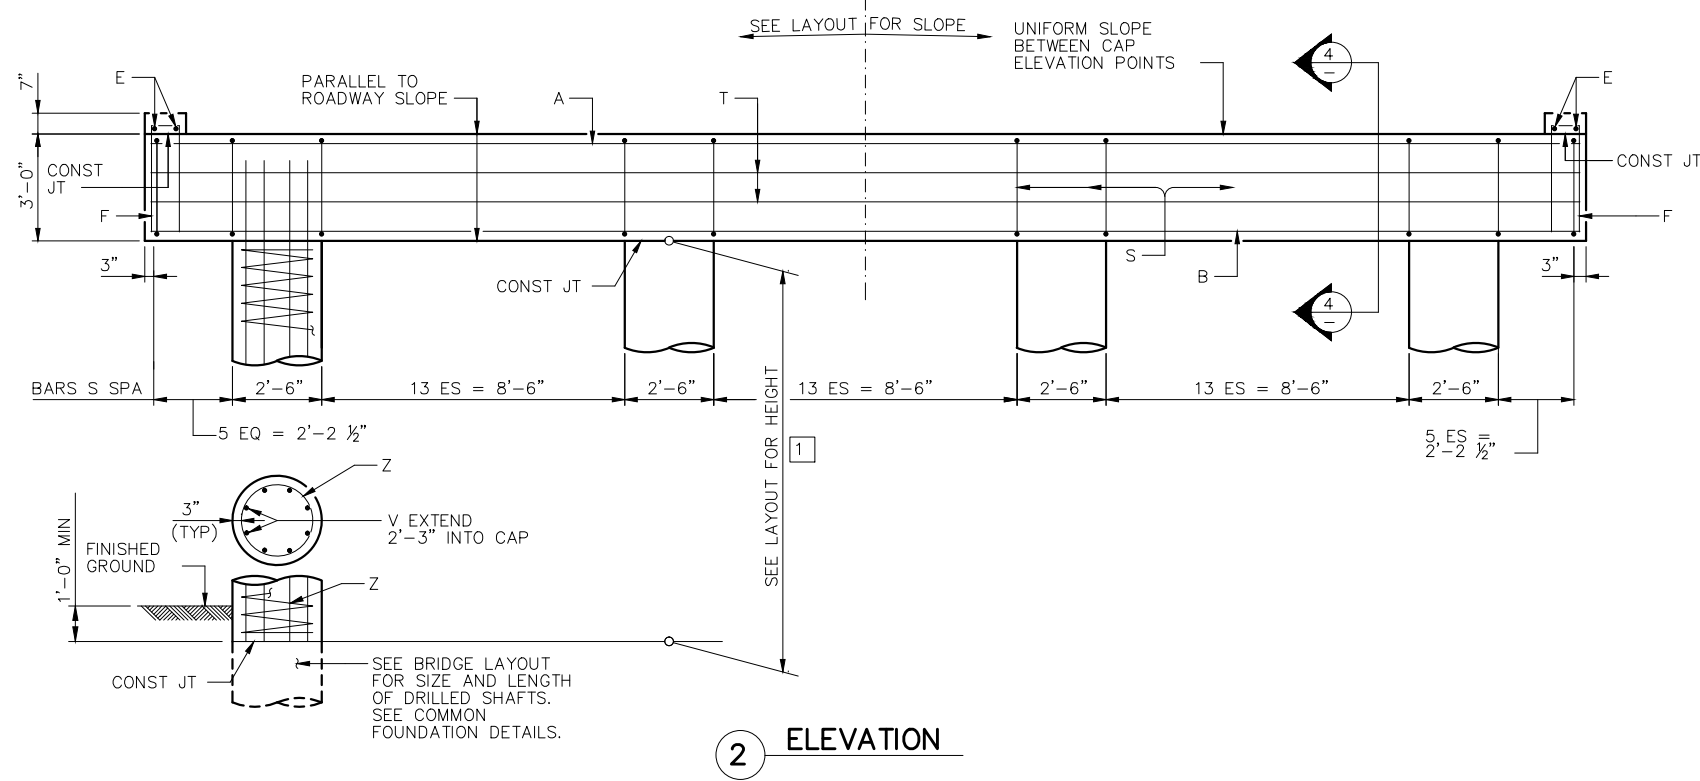 SEE LAYOUT FOR SLOPE
UNIFORM SLOPE
BETWEEN CAP
ELEVATION POINTS
4
–
7”
E
PARALLEL TO
ROADWAY SLOPE
A
T
E
3’-0”
CONST
JT
CONST JT
F
F
3”
CONST JT
S
B
3”
4
–
BARS S SPA
2’-6”
13 ES = 8’-6”
2’-6”
13 ES = 8’-6”
2’-6”
13 ES = 8’-6”
2’-6”
5 EQ = 2’-2 ½”
5 ES =
2’-2 ½”
SEE LAYOUT FOR HEIGHT
1
Z
3”
(TYP)
V EXTEND
2’-3” INTO CAP
1’-0” MIN
FINISHED
GROUND
Z
CONST JT
SEE BRIDGE LAYOUT
FOR SIZE AND LENGTH
OF DRILLED SHAFTS.
SEE COMMON
FOUNDATION DETAILS.
2
ELEVATION